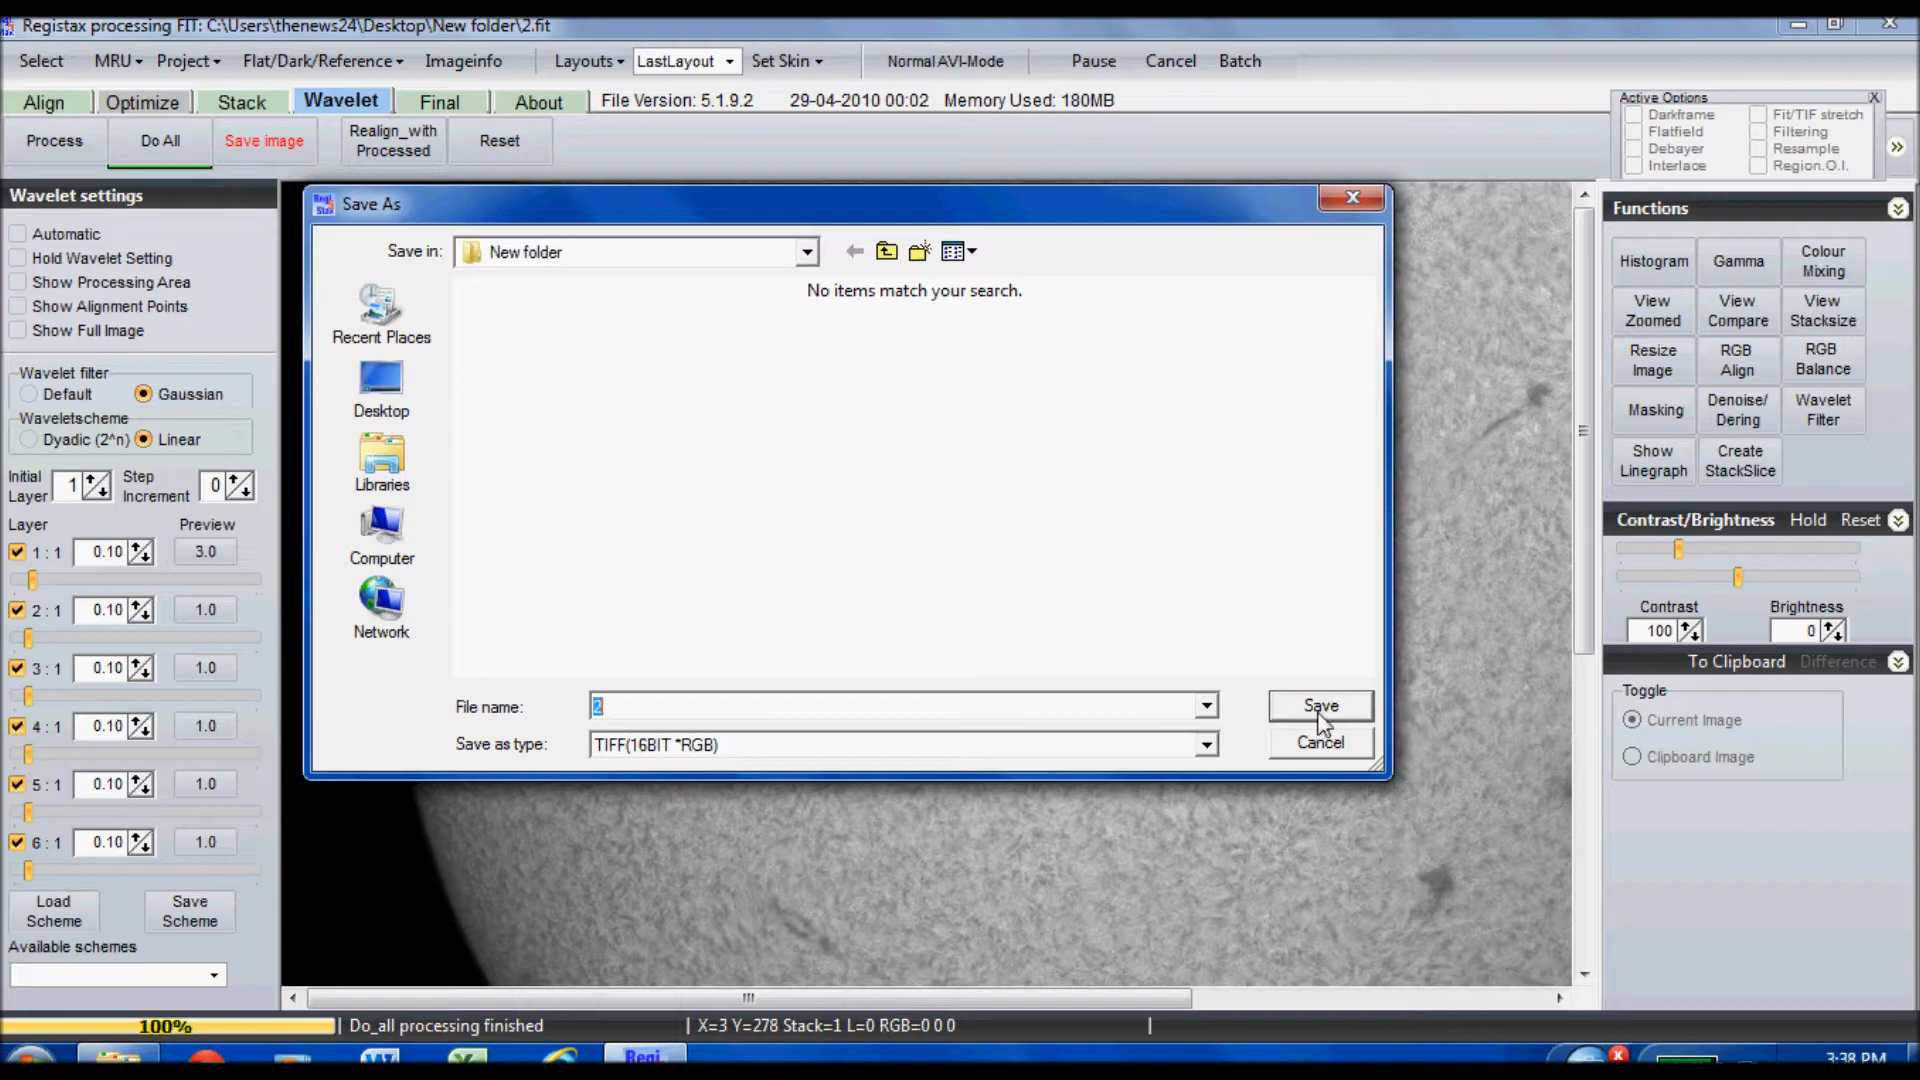 Registax processing FIT: C:\Users\thenews24\Desktop\New folder\2.fit
Select MRU Project Flat/Dark/Reference Imageinfo Layouts LastLayout Set Skin Normal AVI-Mode Pause Cancel Batch
Align Optimize Stack Wavelet Final About File Version: 5.1.9.2 29-04-2010 00:02 Memory Used: 180MB
Process Do All Save image Realign_with Processed Reset
Active Options X
Darkframe Fit/TIF stretch
Flatfield Filtering
Debayer Resample
Interlace Region.O.I.
Wavelet settings
Automatic
Hold Wavelet Setting
Show Processing Area
Show Alignment Points
Show Full Image
Wavelet filter
Default Gaussian
Waveletscheme
Dyadic (2^n) Linear
Initial Layer 1 Step Increment 0
Layer Preview
1 : 1 0.10 3.0
2 : 1 0.10 1.0
3 : 1 0.10 1.0
4 : 1 0.10 1.0
5 : 1 0.10 1.0
6 : 1 0.10 1.0
Load Scheme Save Scheme
Available schemes
Regi Stax Save As
Save in: New folder
No items match your search.
Recent Places
Desktop
Libraries
Computer
Network
File name: 2 Save
Save as type: TIFF(16BIT *RGB) Cancel
Functions
Histogram Gamma Colour Mixing
View Zoomed View Compare View Stacksize
Resize Image RGB Align RGB Balance
Masking Denoise/ Dering Wavelet Filter
Show Linegraph Create StackSlice
Contrast/Brightness Hold Reset
Contrast Brightness
100 0
To Clipboard Difference
Toggle
Current Image
Clipboard Image
100% Do_all processing finished X=3 Y=278 Stack=1 L=0 RGB=0 0 0
Regi 3:38 PM